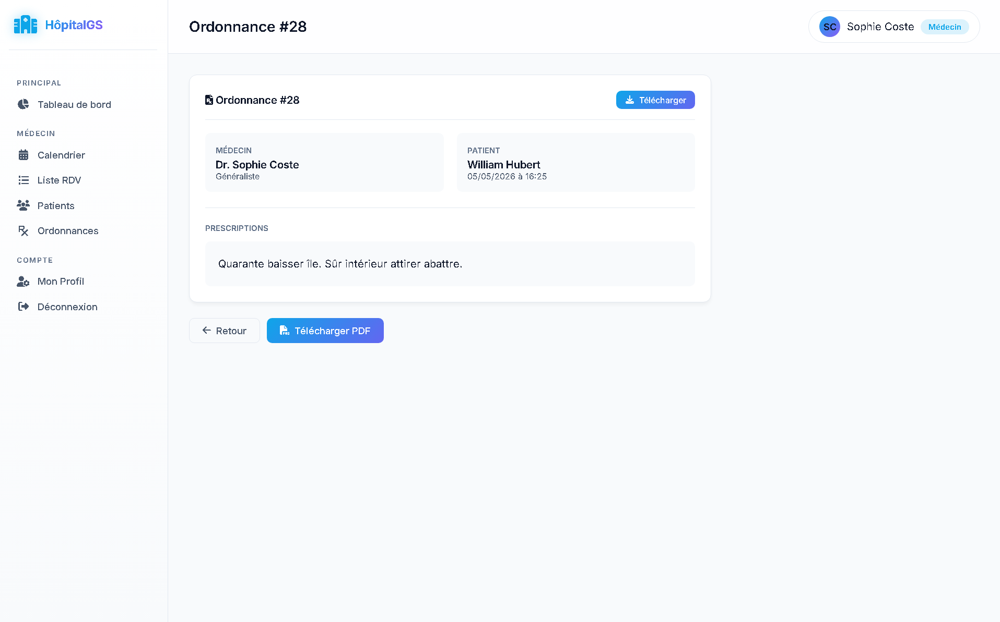 HôpitalGS
PRINCIPAL
Tableau de bord
MÉDECIN
Calendrier
Liste RDV
Patients
Ordonnances
COMPTE
Mon Profil
Déconnexion
Ordonnance #28
SC Sophie Coste Médecin
Ordonnance #28
Télécharger
MÉDECIN
Dr. Sophie Coste
Généraliste
PATIENT
William Hubert
05/05/2026 à 16:25
PRESCRIPTIONS
Quarante baisser île. Sûr intérieur attirer abattre.
Retour
Télécharger PDF